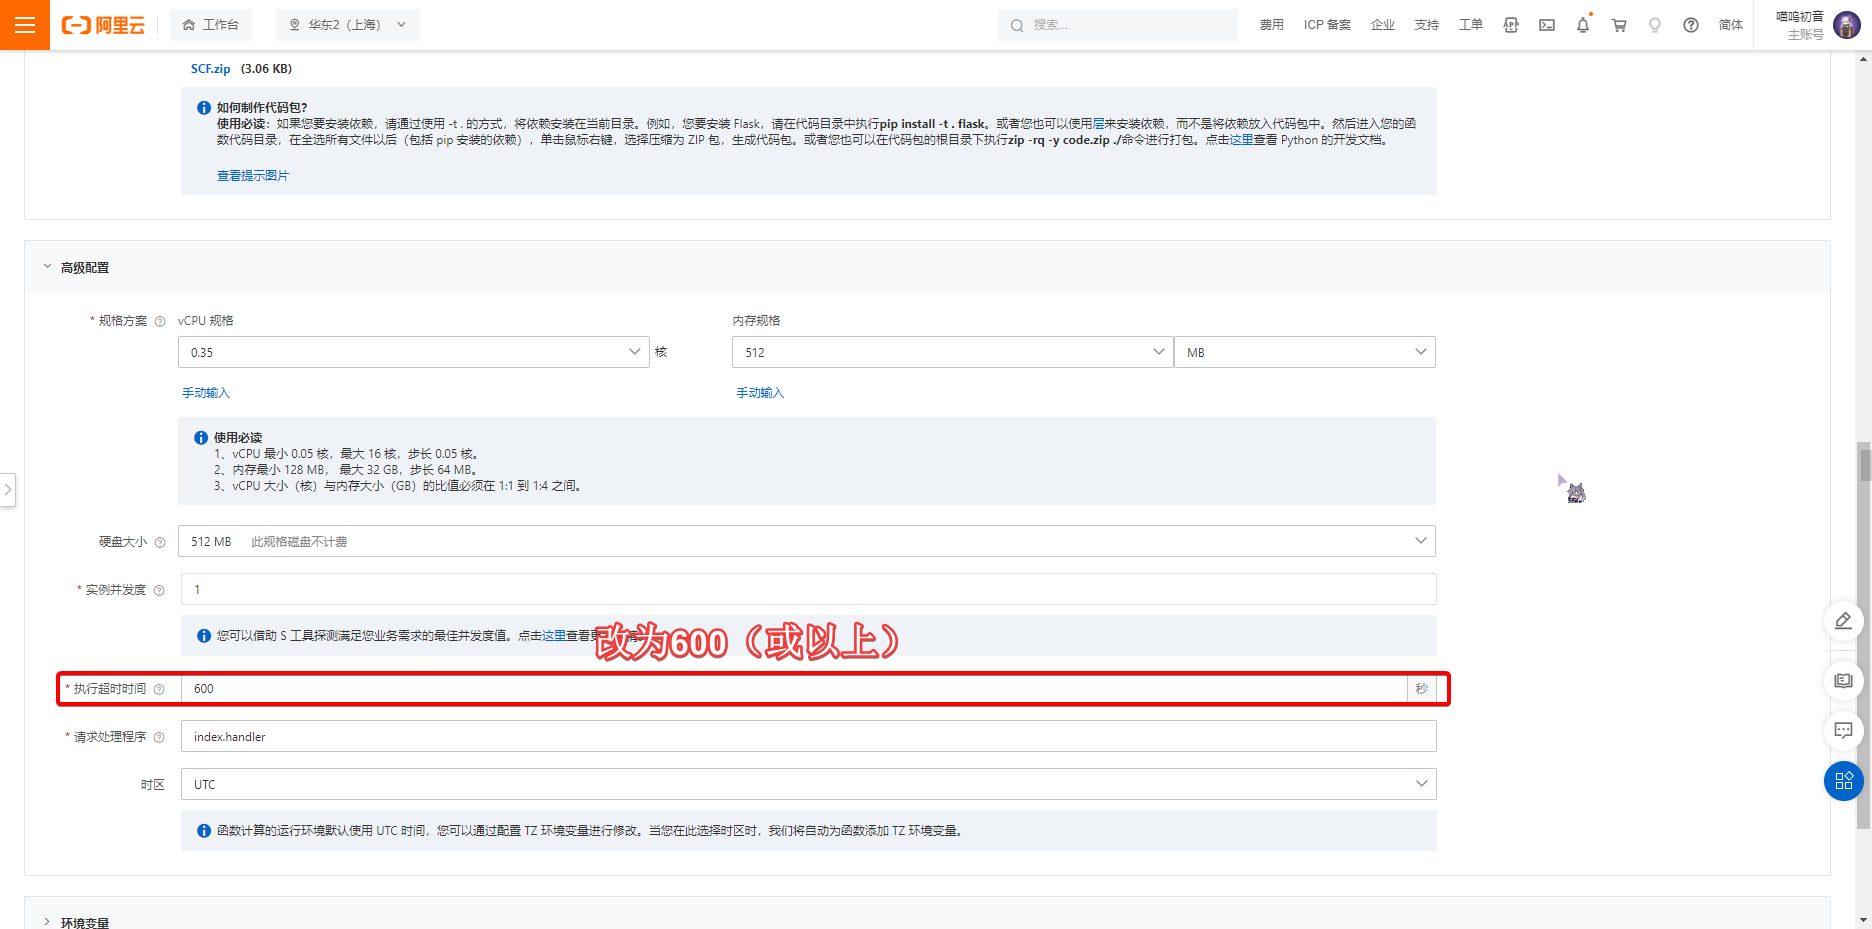 阿里云
工作台
华东2（上海）
搜索...
费用
ICP 备案
企业
支持
工单
简体
喵呜初音
主账号
SCF.zip (3.06 KB)
如何制作代码包?
使用必读：如果您要安装依赖，请通过使用 -t . 的方式，将依赖安装在当前目录。例如，您要安装 Flask，请在代码目录中执行pip install -t . flask。或者您也可以使用层来安装依赖，而不是将依赖放入代码包中。然后进入您的函
数代码目录，在全选所有文件以后（包括 pip 安装的依赖），单击鼠标右键，选择压缩为 ZIP 包，生成代码包。或者您也可以在代码包的根目录下执行zip -rq -y code.zip ./命令进行打包。点击这里查看 Python 的开发文档。
查看提示图片
高级配置
* 规格方案
vCPU 规格
内存规格
0.35
核
512
MB
手动输入
手动输入
使用必读
1、vCPU 最小 0.05 核，最大 16 核，步长 0.05 核。
2、内存最小 128 MB， 最大 32 GB，步长 64 MB。
3、vCPU 大小（核）与内存大小（GB）的比值必须在 1:1 到 1:4 之间。
硬盘大小
512 MB 此规格磁盘不计费
* 实例并发度
1
您可以借助 S 工具探测满足您业务需求的最佳并发度值。点击这里查看更
改为600（或以上）
* 执行超时时间
600
秒
* 请求处理程序
index.handler
时区
UTC
函数计算的运行环境默认使用 UTC 时间，您可以通过配置 TZ 环境变量进行修改。当您在此选择时区时，我们将自动为函数添加 TZ 环境变量。
环境变量